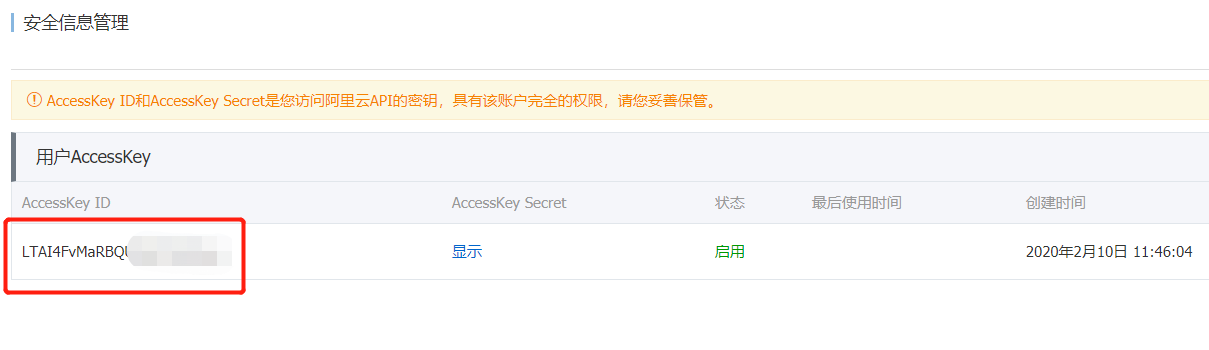 安全信息管理
AccessKey ID和AccessKey Secret是您访问阿里云API的密钥，具有该账户完全的权限，请您妥善保管。
用户AccessKey
AccessKey ID AccessKey Secret 状态 最后使用时间 创建时间
LTAI4FvMaRBQ 显示 启用 2020年2月10日 11:46:04